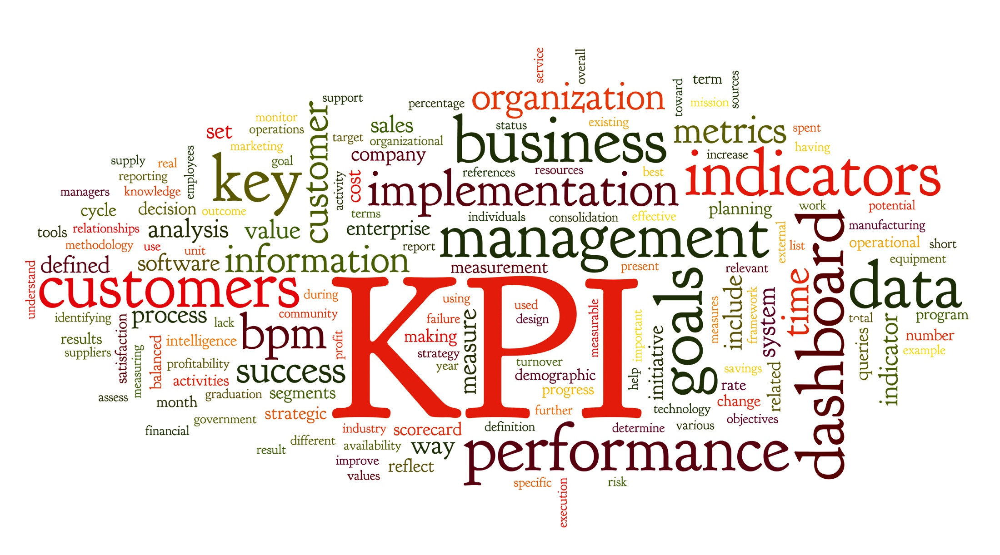 service
overall
term
toward
sources
support
percentage
organization
mission
monitor
set
operations
customer
sales
status
existing
metrics
spent
target
organizational
business
marketing
company
increase
having
supply
real
employees
key
goal
indicators
reporting
activity
cost
implementation
references
resources
best
managers
knowledge
cycle
decision
outcome
terms
individuals
consolidation
effective
planning
work
potential
tools
relationships
analysis
value
enterprise
management
external
dashboard
manufacturing
methodology
use
unit
information
report
list
operational
short
understand
defined
software
measurement
present
goals
relevant
time
equipment
data
customers
during
KPI
using
used
measurable
measures
include
framework
system
identifying
satisfaction
process
lack
community
failure
design
important
total
program
results
suppliers
measuring
balanced
intelligence
bpm
profit
making
measure
initiative
queries
indicator
number
example
profitability
strategy
year
turnover
help
savings
related
activities
success
demographic
rate
assess
month
graduation
segments
progress
change
government
strategic
further
technology
objectives
financial
industry
scorecard
definition
determine
various
result
different
availability
way
performance
improve
reflect
values
specific
execution
risk